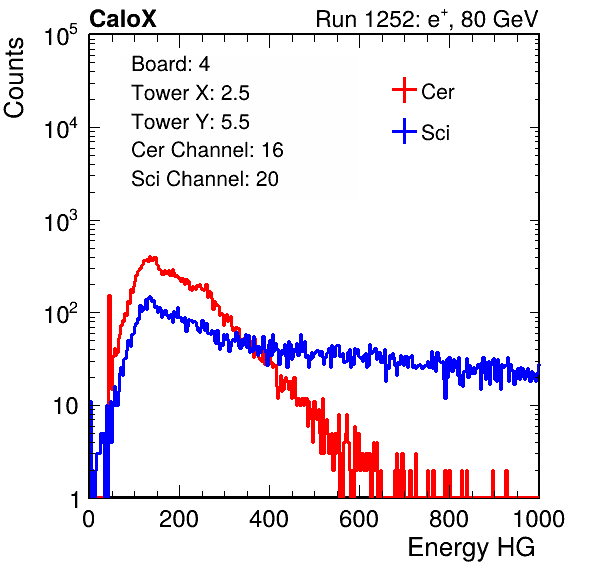 CaloX Run 1252: e⁺, 80 GeV
Counts
Board: 4
Tower X: 2.5
Tower Y: 5.5
Cer Channel: 16
Sci Channel: 20
Cer
Sci
10⁵
10⁴
10³
10²
10
1
0 200 400 600 800 1000
Energy HG